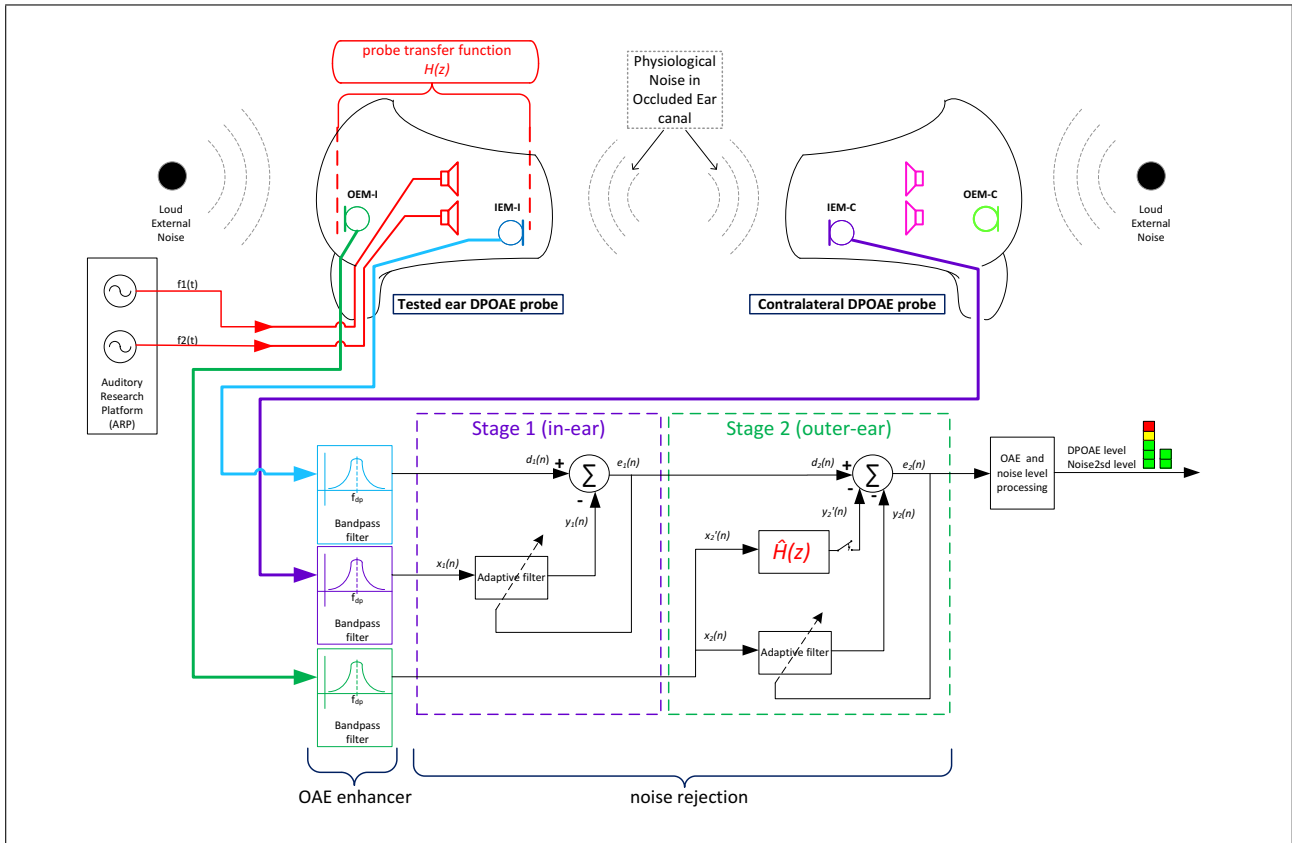 probe transfer function
H(z)
Physiological
Noise in
Occluded Ear
canal
Loud
External
Noise
OEM-I
IEM-I
IEM-C
OEM-C
Loud
External
Noise
Tested ear DPOAE probe
Contralateral DPOAE probe
f1(t)
f2(t)
Auditory
Research
Platform
(ARP)
Stage 1 (in-ear)
Stage 2 (outer-ear)
f_dp
Bandpass
filter
d₁(n)
+
Σ
-
e₁(n)
y₁(n)
d₂(n)
+
-
Σ
-
e₂(n)
y₂'(n)
y₂(n)
OAE and
noise level
processing
DPOAE level
Noise2sd level
f_dp
Bandpass
filter
x₁(n)
Adaptive filter
x₂'(n)
Ĥ(z)
x₂(n)
Adaptive filter
f_dp
Bandpass
filter
OAE enhancer
noise rejection